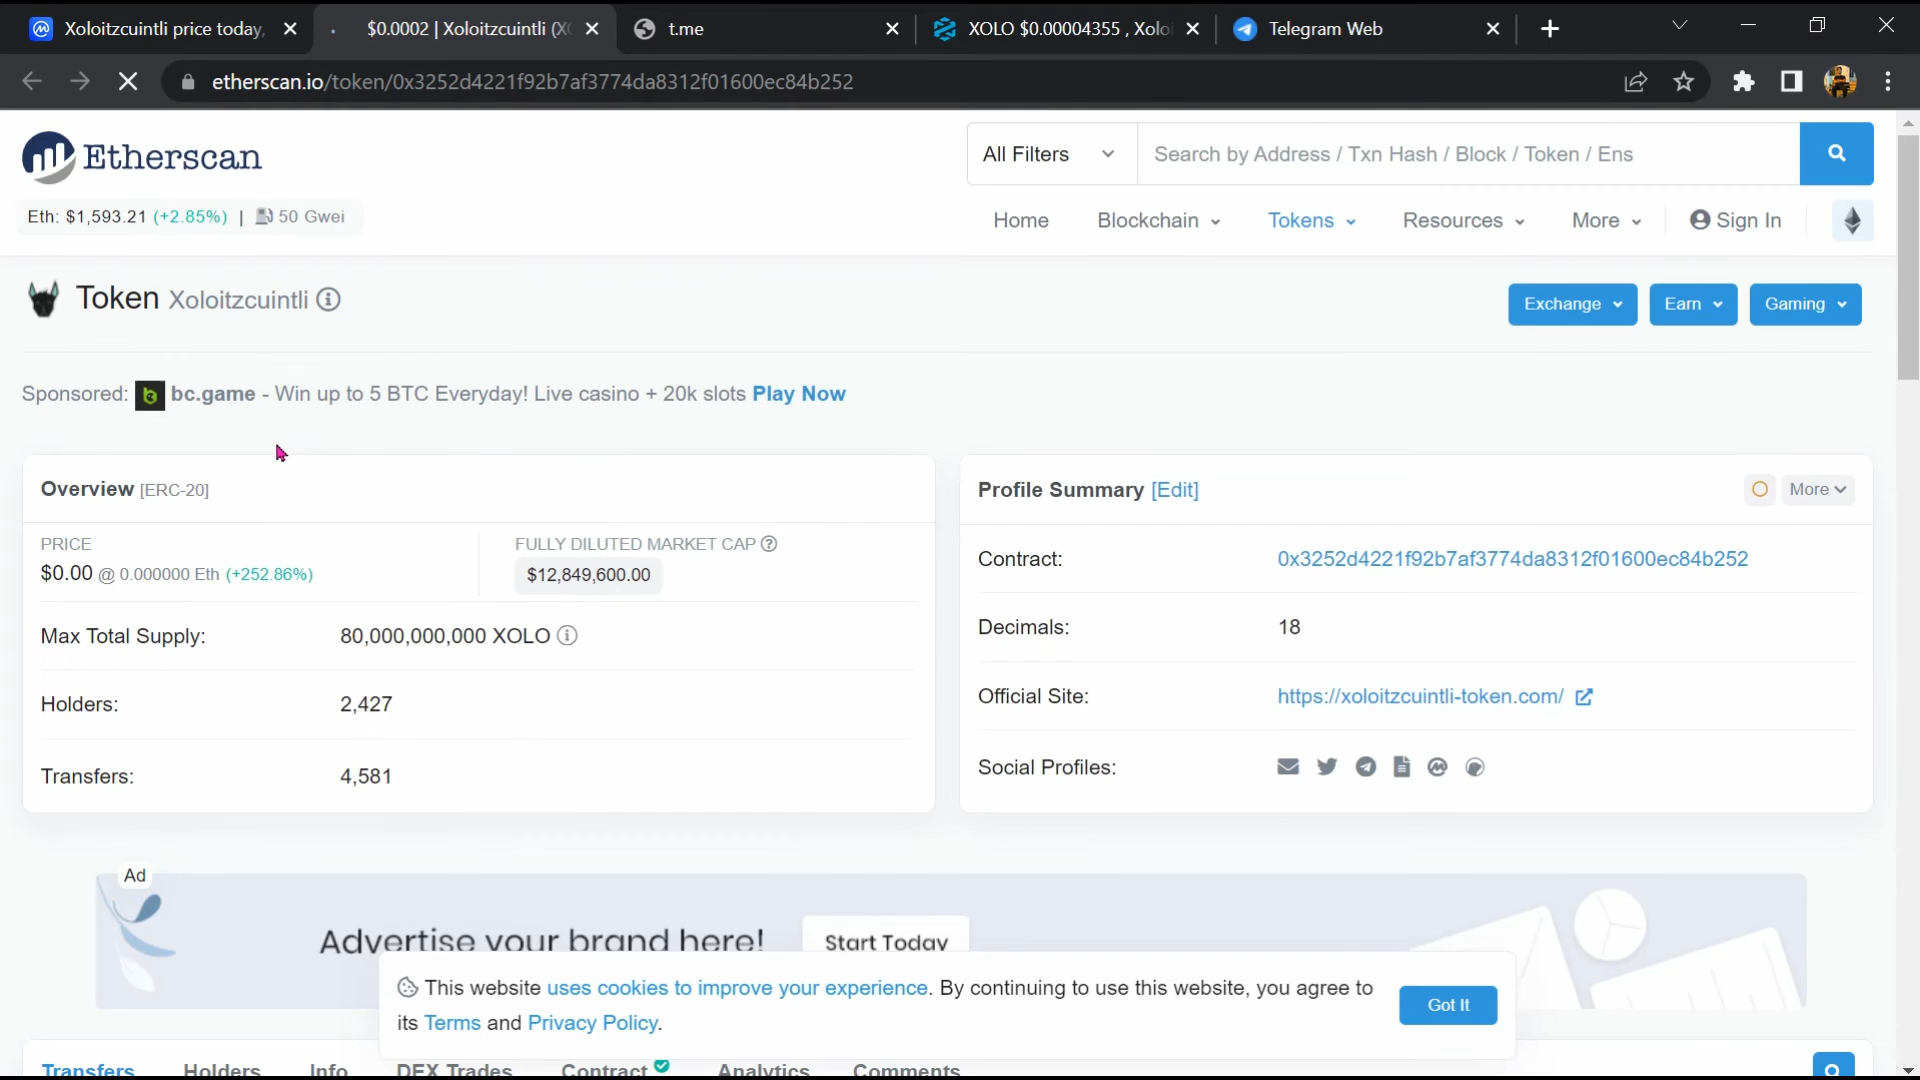 Xoloitzcuintli price today,
$0.0002 | Xoloitzcuintli (X
t.me
XOLO $0.00004355 , Xoloi
Telegram Web
etherscan.io/token/0x3252d4221f92b7af3774da8312f01600ec84b252
Etherscan
All Filters
Search by Address / Txn Hash / Block / Token / Ens
Eth: $1,593.21 (+2.85%) | 50 Gwei
Home
Blockchain
Tokens
Resources
More
Sign In
Token Xoloitzcuintli
Exchange
Earn
Gaming
Sponsored: bc.game - Win up to 5 BTC Everyday! Live casino + 20k slots Play Now
Overview [ERC-20]
PRICE
$0.00 @ 0.000000 Eth (+252.86%)
FULLY DILUTED MARKET CAP
$12,849,600.00
Max Total Supply: 80,000,000,000 XOLO
Holders: 2,427
Transfers: 4,581
Profile Summary [Edit]
More
Contract: 0x3252d4221f92b7af3774da8312f01600ec84b252
Decimals: 18
Official Site: https://xoloitzcuintli-token.com/
Social Profiles:
Ad
Advertise your brand here!
Start Today
This website uses cookies to improve your experience. By continuing to use this website, you agree to
its Terms and Privacy Policy.
Got It
Transfers
Holders
Info
DEX Trades
Contract
Analytics
Comments